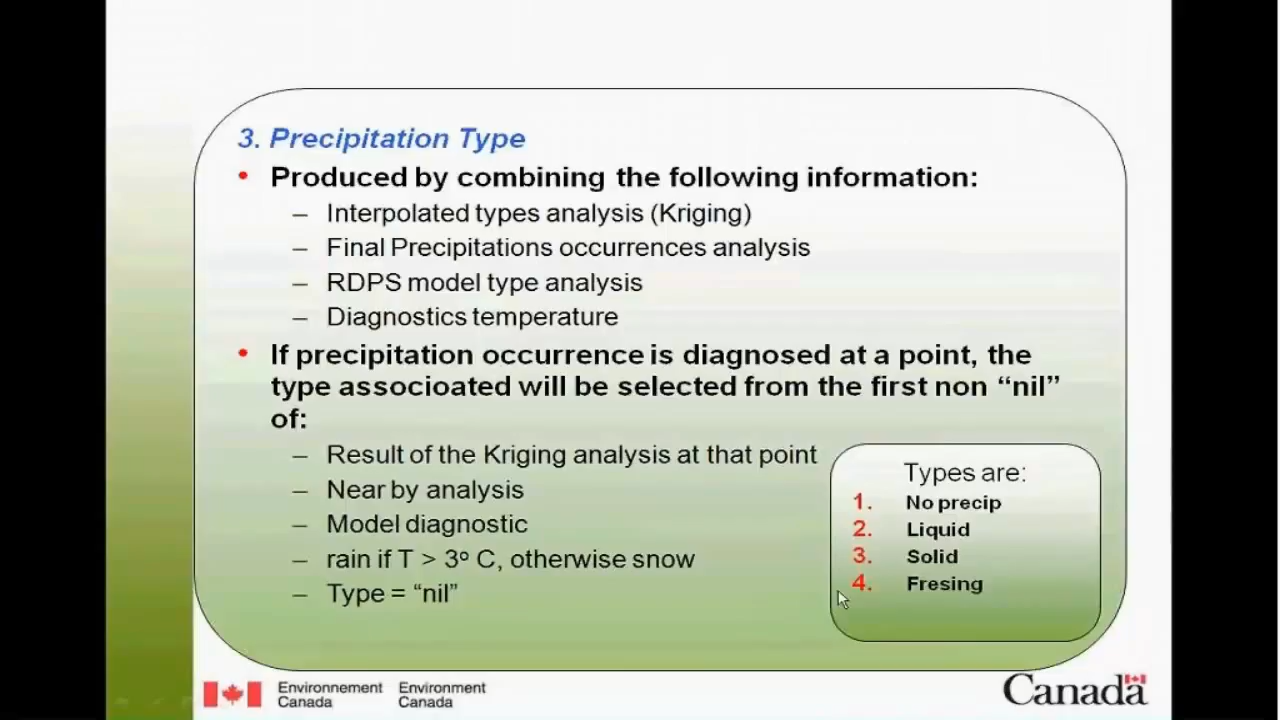 3. Precipitation Type
• Produced by combining the following information:
– Interpolated types analysis (Kriging)
– Final Precipitations occurrences analysis
– RDPS model type analysis
– Diagnostics temperature
• If precipitation occurrence is diagnosed at a point, the
type associoated will be selected from the first non “nil”
of:
– Result of the Kriging analysis at that point
– Near by analysis
– Model diagnostic
– rain if T > 3º C, otherwise snow
– Type = “nil”
Types are:
1. No precip
2. Liquid
3. Solid
4. Fresing
Environnement
Canada
Environment
Canada
Canada